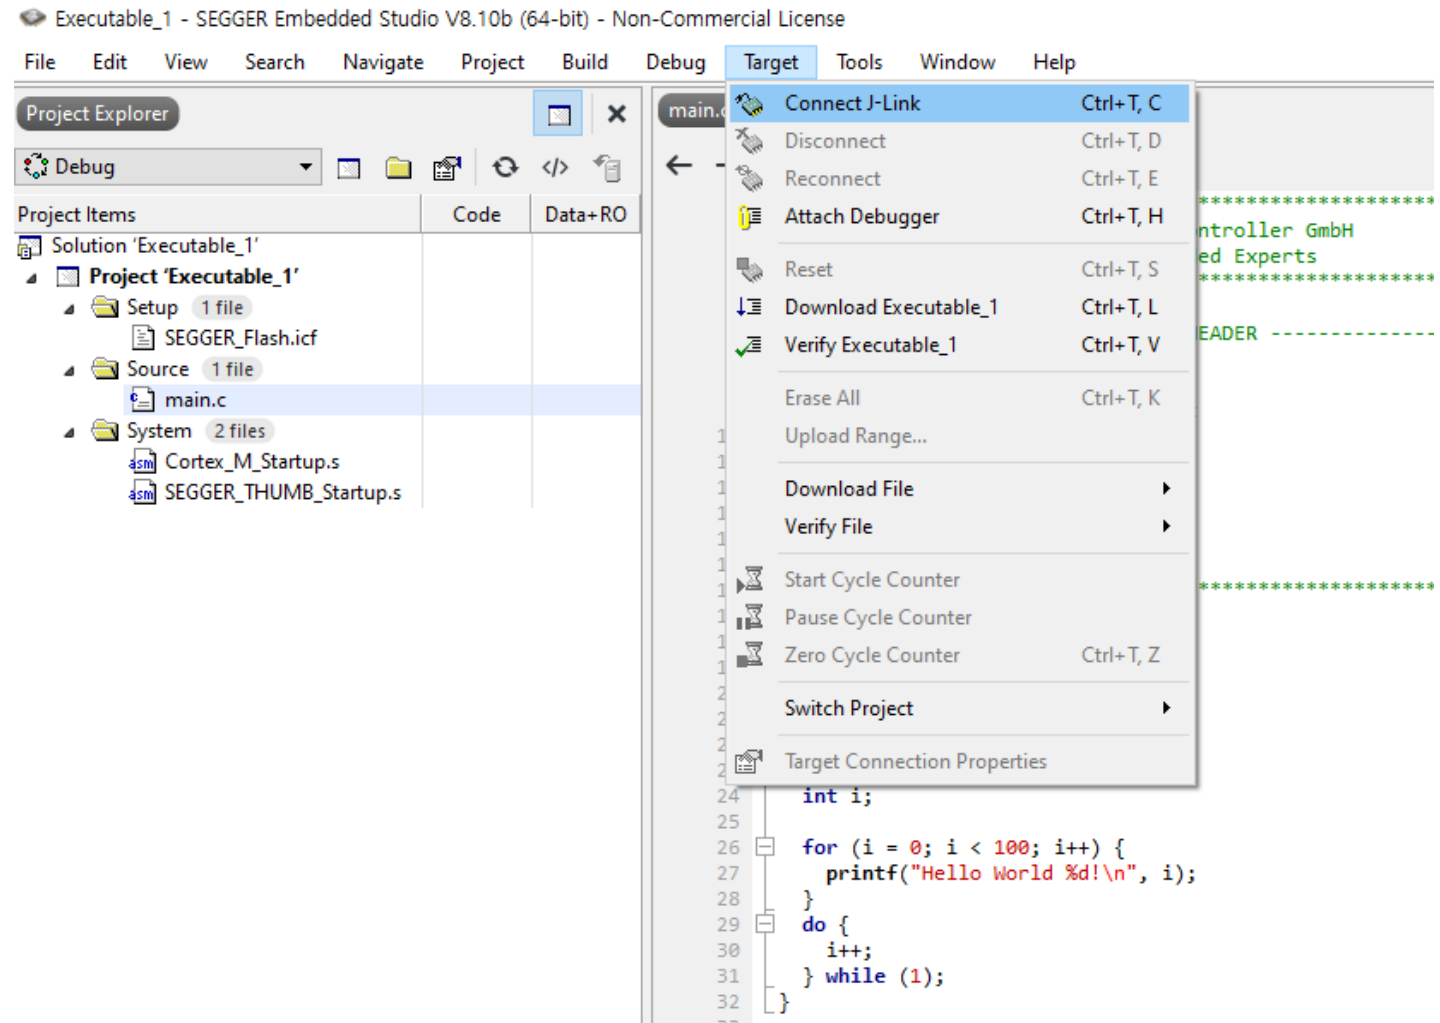 Executable_1 - SEGGER Embedded Studio V8.10b (64-bit) - Non-Commercial License
File Edit View Search Navigate Project Build Debug Target Tools Window Help
Project Explorer
Debug
Project Items Code Data+RO
Solution 'Executable_1'
Project 'Executable_1'
Setup 1 file
SEGGER_Flash.icf
Source 1 file
main.c
System 2 files
asm Cortex_M_Startup.s
asm SEGGER_THUMB_Startup.s
Connect J-Link Ctrl+T, C
Disconnect Ctrl+T, D
Reconnect Ctrl+T, E
Attach Debugger Ctrl+T, H
Reset Ctrl+T, S
Download Executable_1 Ctrl+T, L
Verify Executable_1 Ctrl+T, V
Erase All Ctrl+T, K
Upload Range...
Download File
Verify File
Start Cycle Counter
Pause Cycle Counter
Zero Cycle Counter Ctrl+T, Z
Switch Project
Target Connection Properties
main.
********************
ntroller GmbH
ed Experts
********************
EADER --------------
********************
24 int i;
25
26 for (i = 0; i < 100; i++) {
27 printf("Hello World %d!\n", i);
28 }
29 do {
30 i++;
31 } while (1);
32 }